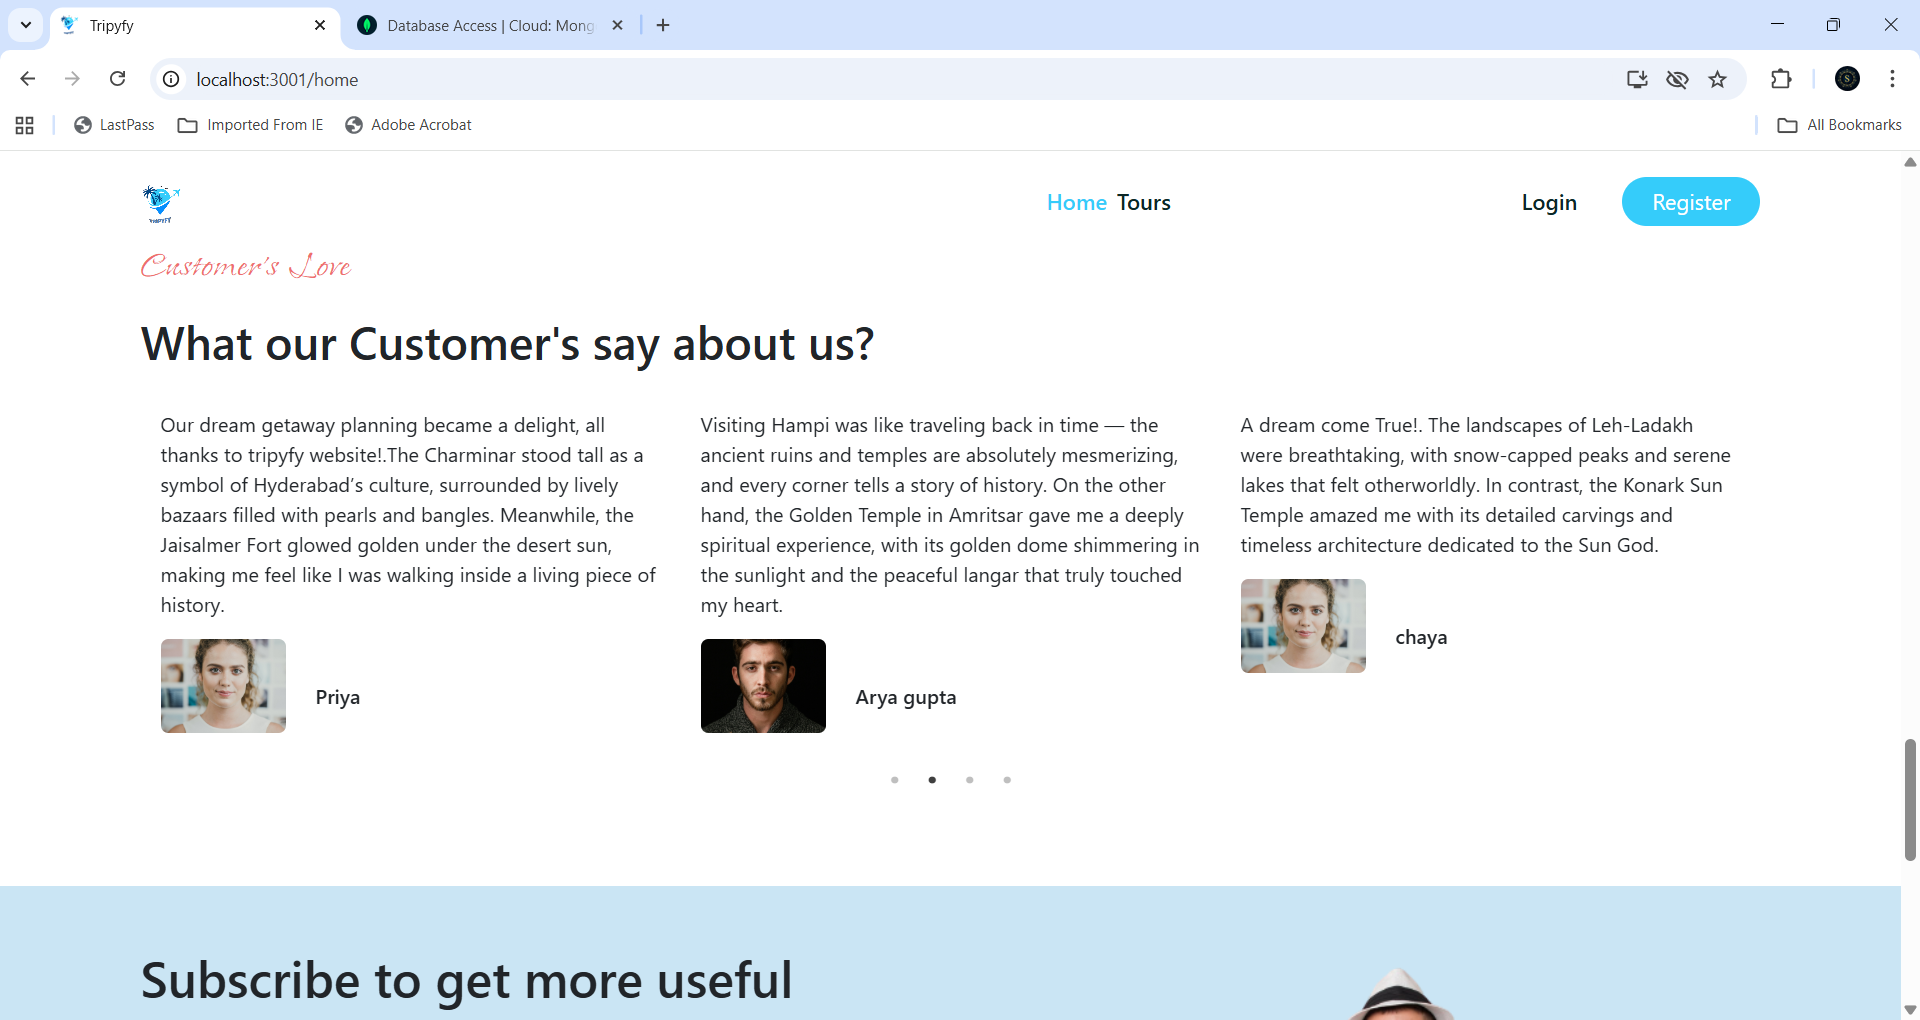 Tripyfy
Database Access | Cloud: Mong
localhost:3001/home
LastPass
Imported From IE
Adobe Acrobat
All Bookmarks
TRIPYFY
Home
Tours
Login
Register
Customer's Love
What our Customer's say about us?
Our dream getaway planning became a delight, all
thanks to tripyfy website!.The Charminar stood tall as a
symbol of Hyderabad’s culture, surrounded by lively
bazaars filled with pearls and bangles. Meanwhile, the
Jaisalmer Fort glowed golden under the desert sun,
making me feel like I was walking inside a living piece of
history.
Priya
Visiting Hampi was like traveling back in time — the
ancient ruins and temples are absolutely mesmerizing,
and every corner tells a story of history. On the other
hand, the Golden Temple in Amritsar gave me a deeply
spiritual experience, with its golden dome shimmering in
the sunlight and the peaceful langar that truly touched
my heart.
Arya gupta
A dream come True!. The landscapes of Leh-Ladakh
were breathtaking, with snow-capped peaks and serene
lakes that felt otherworldly. In contrast, the Konark Sun
Temple amazed me with its detailed carvings and
timeless architecture dedicated to the Sun God.
chaya
Subscribe to get more useful